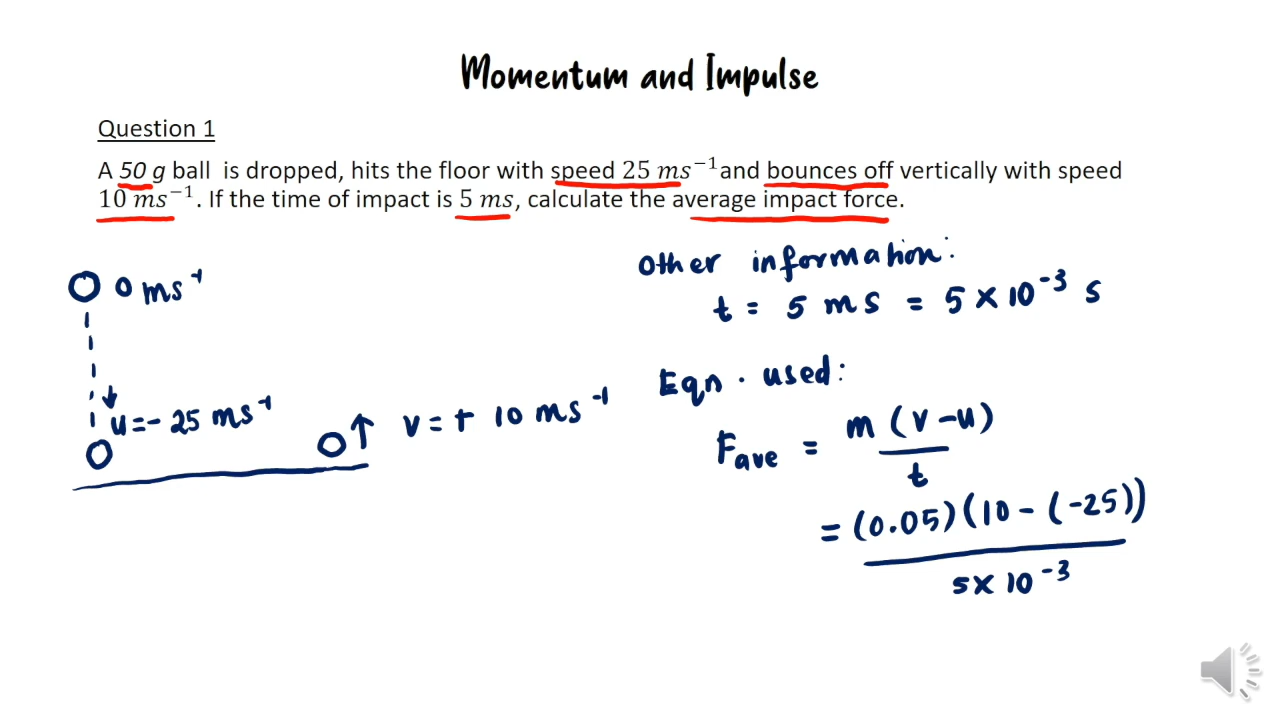 Momentum and Impulse
Question 1
A 50 g ball is dropped, hits the floor with speed 25 ms⁻¹ and bounces off vertically with speed
10 ms⁻¹. If the time of impact is 5 ms, calculate the average impact force.
0 ms⁻¹
u = - 25 ms⁻¹
v = + 10 ms⁻¹
Other information:
t = 5 ms = 5 × 10⁻³ s
Eqn. used:
Fave = m (v - u)
t
= (0.05)(10 - (-25))
5 × 10⁻³